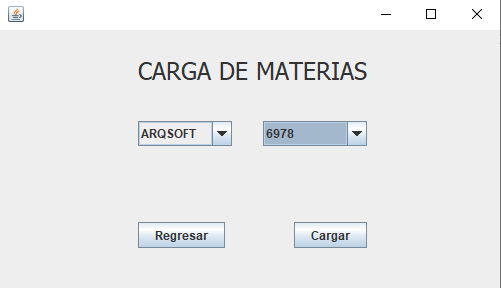 CARGA DE MATERIAS
ARQSOFT 6978
Regresar Cargar